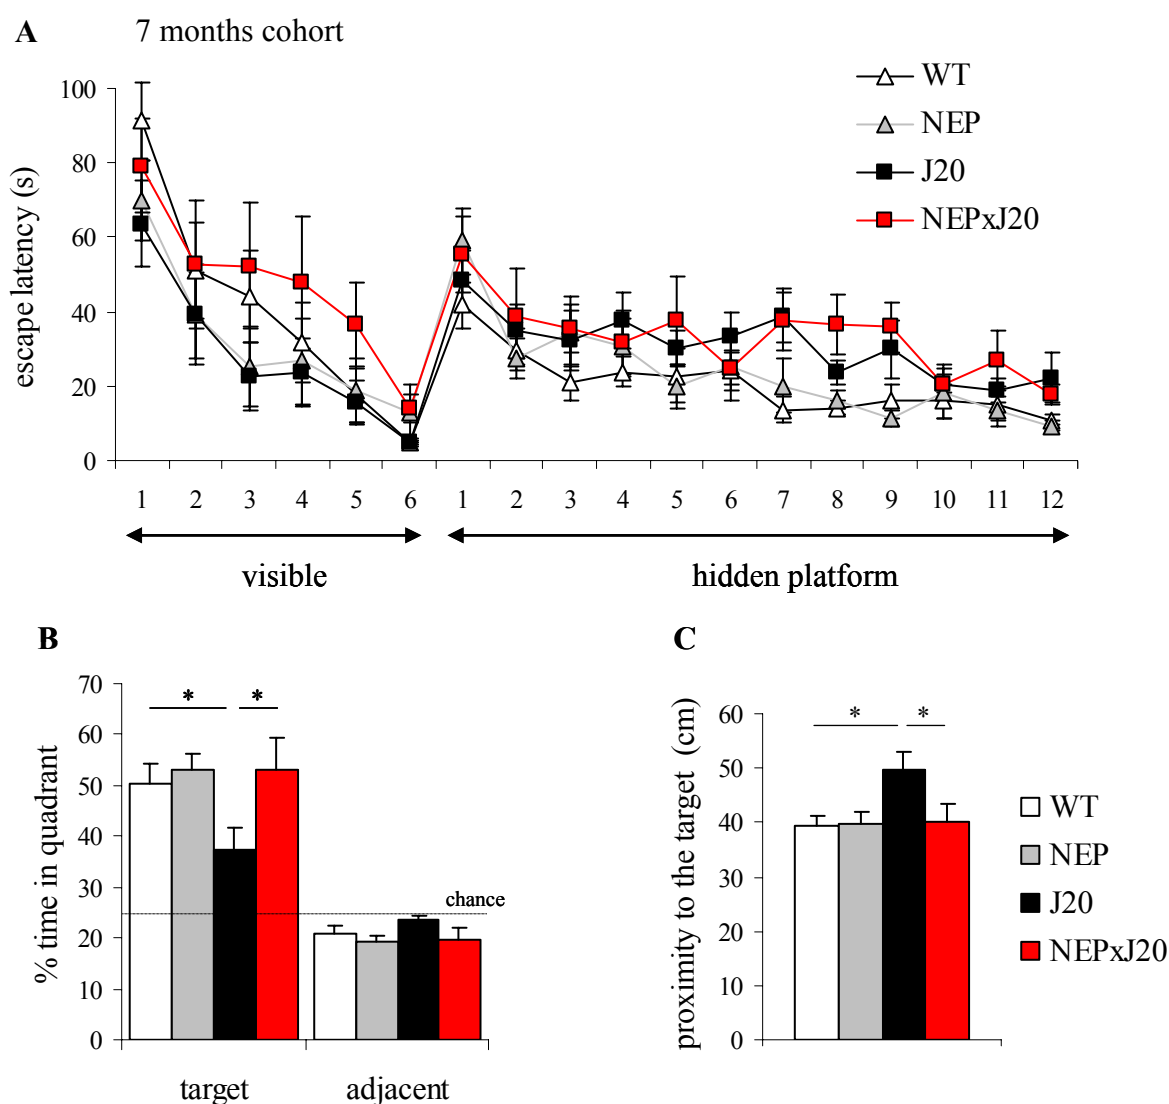 A 7 months cohort
WT
NEP
J20
NEPxJ20
escape latency (s)
100
80
60
40
20
0
1 2 3 4 5 6 1 2 3 4 5 6 7 8 9 10 11 12
visible hidden platform
B
% time in quadrant
70
60
50
40
30
20
10
0
* *
chance
target adjacent
C
proximity to the target (cm)
60
50
40
30
20
10
0
* *
WT
NEP
J20
NEPxJ20